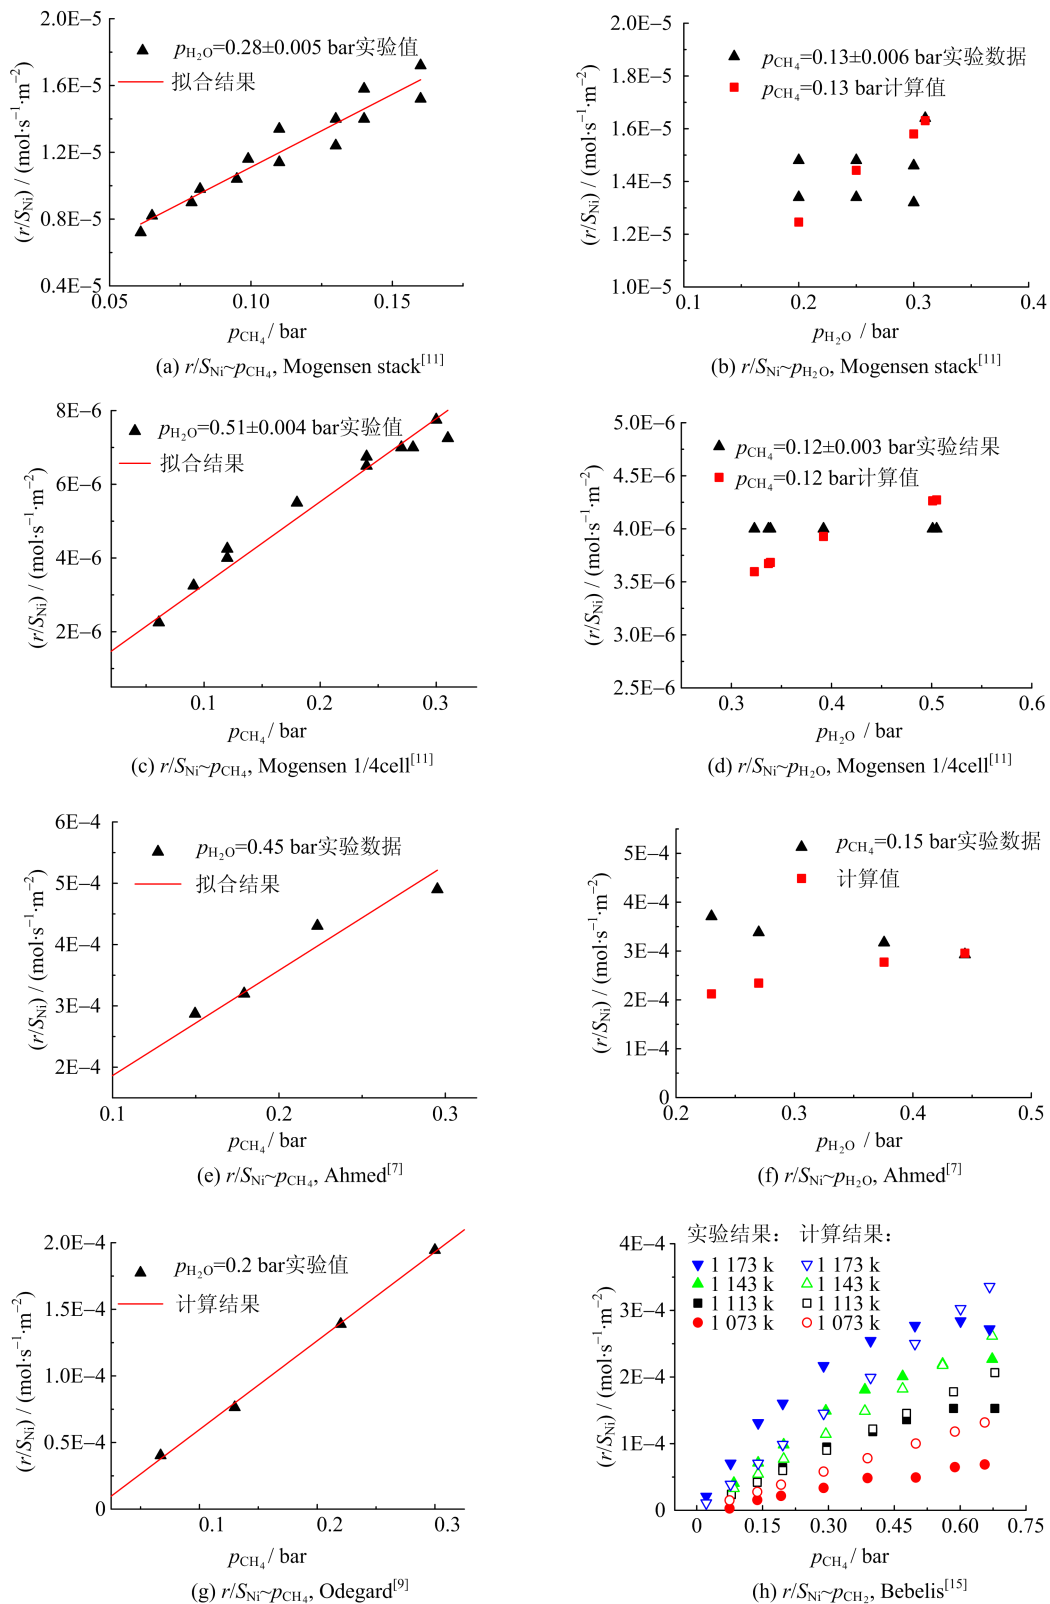 2.0E−5
1.6E−5
1.2E−5
0.8E−5
0.4E−5
(r/S_Ni) / (mol·s⁻¹·m⁻²)
▲ p_H₂O=0.28±0.005 bar实验值
拟合结果
0.05 0.10 0.15
p_CH₄ / bar
(a) r/S_Ni~p_CH₄, Mogensen stack[11]
2.0E−5
1.8E−5
1.6E−5
1.4E−5
1.2E−5
1.0E−5
(r/S_Ni) / (mol·s⁻¹·m⁻²)
▲ p_CH₄=0.13±0.006 bar实验数据
■ p_CH₄=0.13 bar计算值
0.1 0.2 0.3 0.4
p_H₂O / bar
(b) r/S_Ni~p_H₂O, Mogensen stack[11]
8E−6
6E−6
4E−6
2E−6
(r/S_Ni) / (mol·s⁻¹·m⁻²)
▲ p_H₂O=0.51±0.004 bar实验值
拟合结果
0.1 0.2 0.3
p_CH₄ / bar
(c) r/S_Ni~p_CH₄, Mogensen 1/4cell[11]
5.0E−6
4.5E−6
4.0E−6
3.5E−6
3.0E−6
2.5E−6
(r/S_Ni) / (mol·s⁻¹·m⁻²)
▲ p_CH₄=0.12±0.003 bar实验结果
■ p_CH₄=0.12 bar计算值
0.3 0.4 0.5 0.6
p_H₂O / bar
(d) r/S_Ni~p_H₂O, Mogensen 1/4cell[11]
6E−4
5E−4
4E−4
3E−4
2E−4
(r/S_Ni) / (mol·s⁻¹·m⁻²)
▲ p_H₂O=0.45 bar实验数据
拟合结果
0.1 0.2 0.3
p_CH₄ / bar
(e) r/S_Ni~p_CH₄, Ahmed[7]
5E−4
4E−4
3E−4
2E−4
1E−4
0
(r/S_Ni) / (mol·s⁻¹·m⁻²)
▲ p_CH₄=0.15 bar实验数据
■ 计算值
0.2 0.3 0.4 0.5
p_H₂O / bar
(f) r/S_Ni~p_H₂O, Ahmed[7]
2.0E−4
1.5E−4
1.0E−4
0.5E−4
0
(r/S_Ni) / (mol·s⁻¹·m⁻²)
▲ p_H₂O=0.2 bar实验值
计算结果
0.1 0.2 0.3
p_CH₄ / bar
(g) r/S_Ni~p_CH₄, Odegard[9]
实验结果： 计算结果：
▼ 1 173 k ▽ 1 173 k
▲ 1 143 k △ 1 143 k
■ 1 113 k □ 1 113 k
● 1 073 k ○ 1 073 k
4E−4
3E−4
2E−4
1E−4
0
(r/S_Ni) / (mol·s⁻¹·m⁻²)
0 0.15 0.30 0.45 0.60 0.75
p_CH₄ / bar
(h) r/S_Ni~p_CH₂, Bebelis[15]